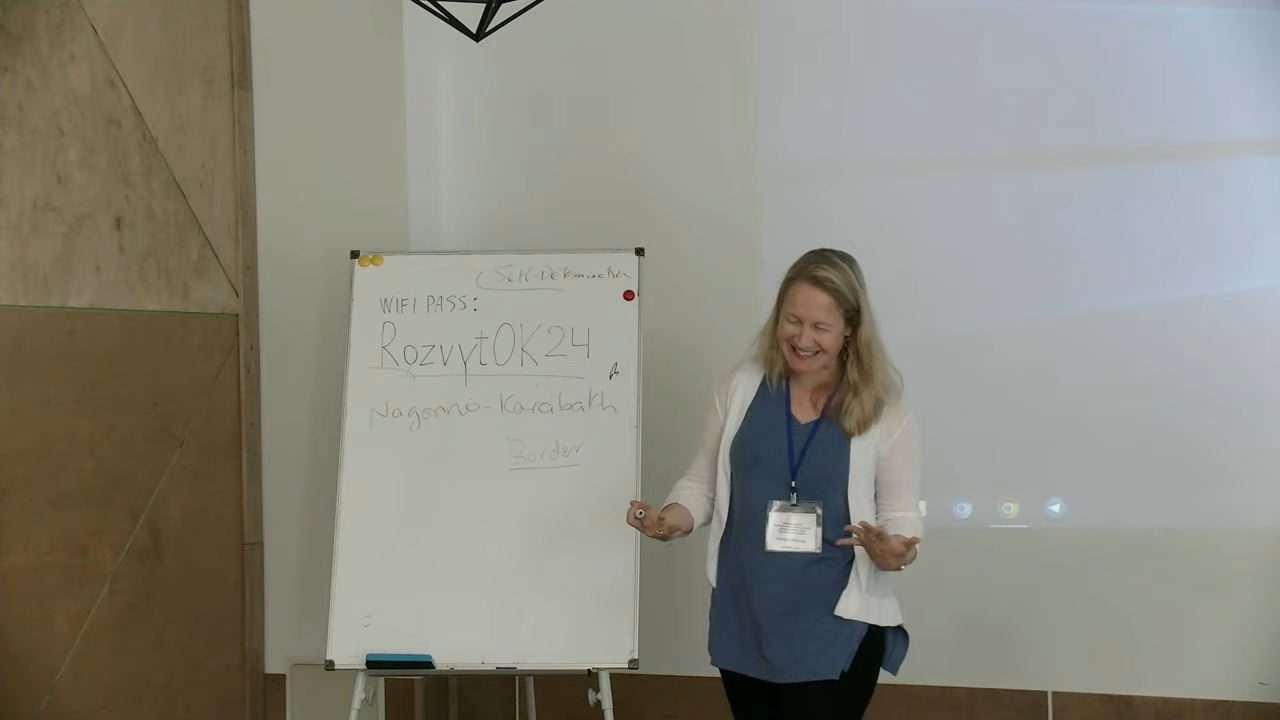 Self-Determination
WIFI PASS:
RozvytOK24
Nagorno-Karabakh
Border